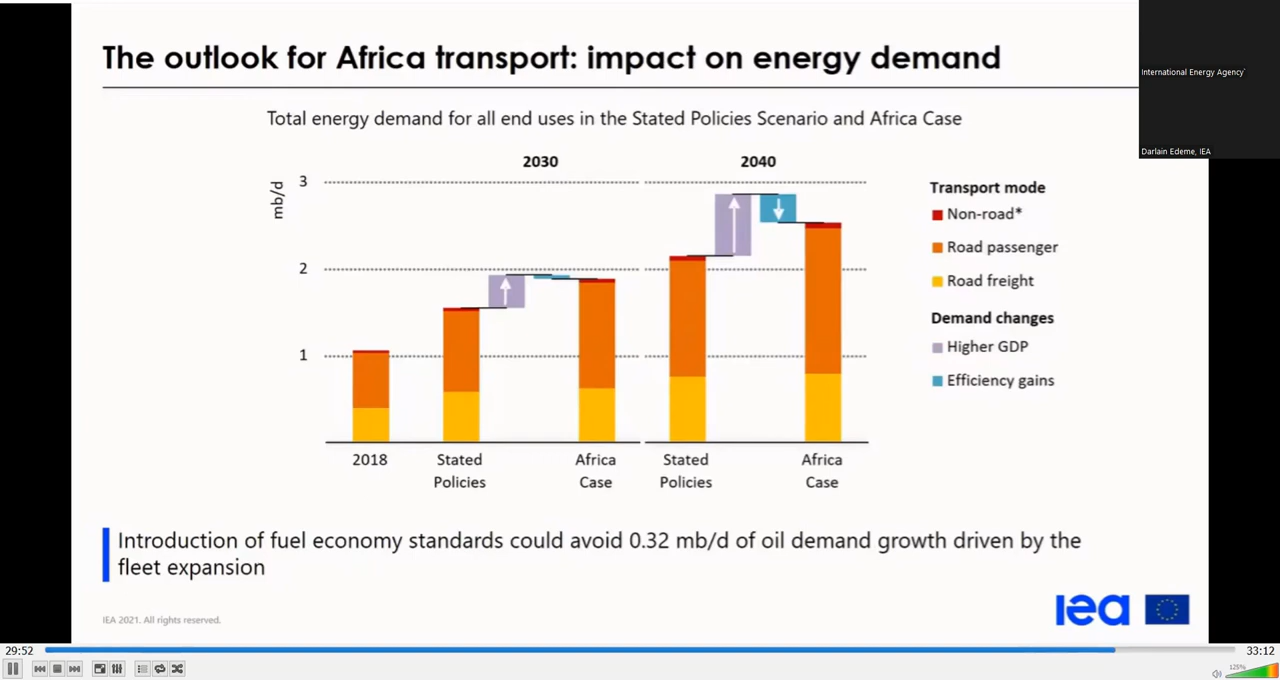 The outlook for Africa transport: impact on energy demand
International Energy Agency
Darlain Edeme, IEA
Total energy demand for all end uses in the Stated Policies Scenario and Africa Case
2030
2040
mb/d
3
2
1
2018
Stated
Policies
Africa
Case
Stated
Policies
Africa
Case
Transport mode
Non-road*
Road passenger
Road freight
Demand changes
Higher GDP
Efficiency gains
Introduction of fuel economy standards could avoid 0.32 mb/d of oil demand growth driven by the
fleet expansion
IEA 2021. All rights reserved.
iea
29:52
33:12
125%